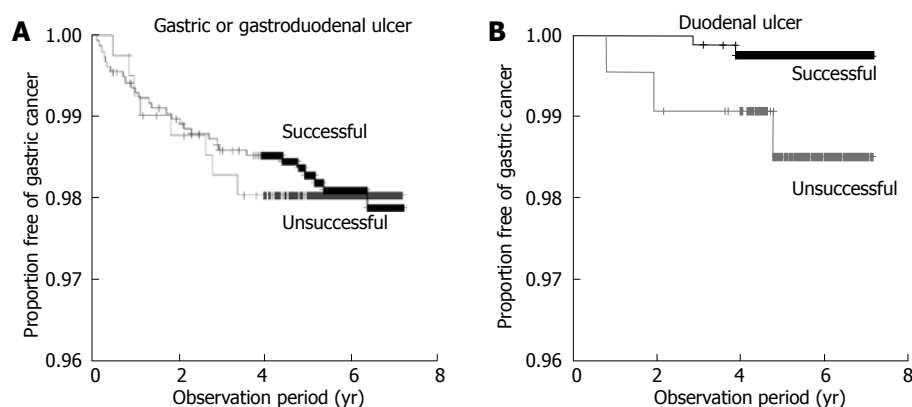 A
Gastric or gastroduodenal ulcer
1.00
0.99
0.98
0.97
0.96
Proportion free of gastric cancer
Successful
Unsuccessful
0 2 4 6 8
Observation period (yr)
B
Duodenal ulcer
1.00
0.99
0.98
0.97
0.96
Proportion free of gastric cancer
Successful
Unsuccessful
0 2 4 6 8
Observation period (yr)